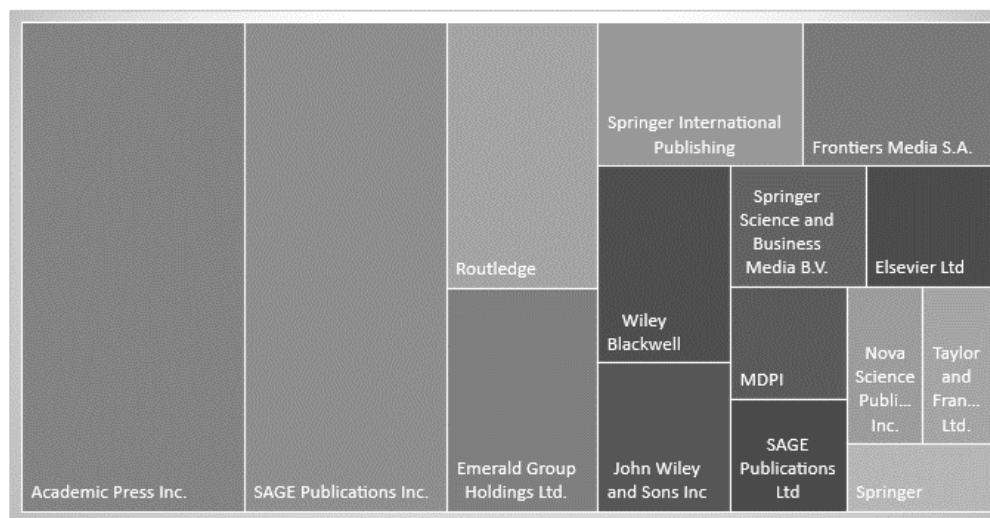 Academic Press Inc.
SAGE Publications Inc.
Routledge
Emerald Group
Holdings Ltd.
Springer International
Publishing
Frontiers Media S.A.
Wiley
Blackwell
John Wiley
and Sons Inc
Springer
Science and
Business
Media B.V.
Elsevier Ltd
MDPI
SAGE
Publications
Ltd
Nova
Science
Publi...
Inc.
Taylor
and
Fran...
Ltd.
Springer